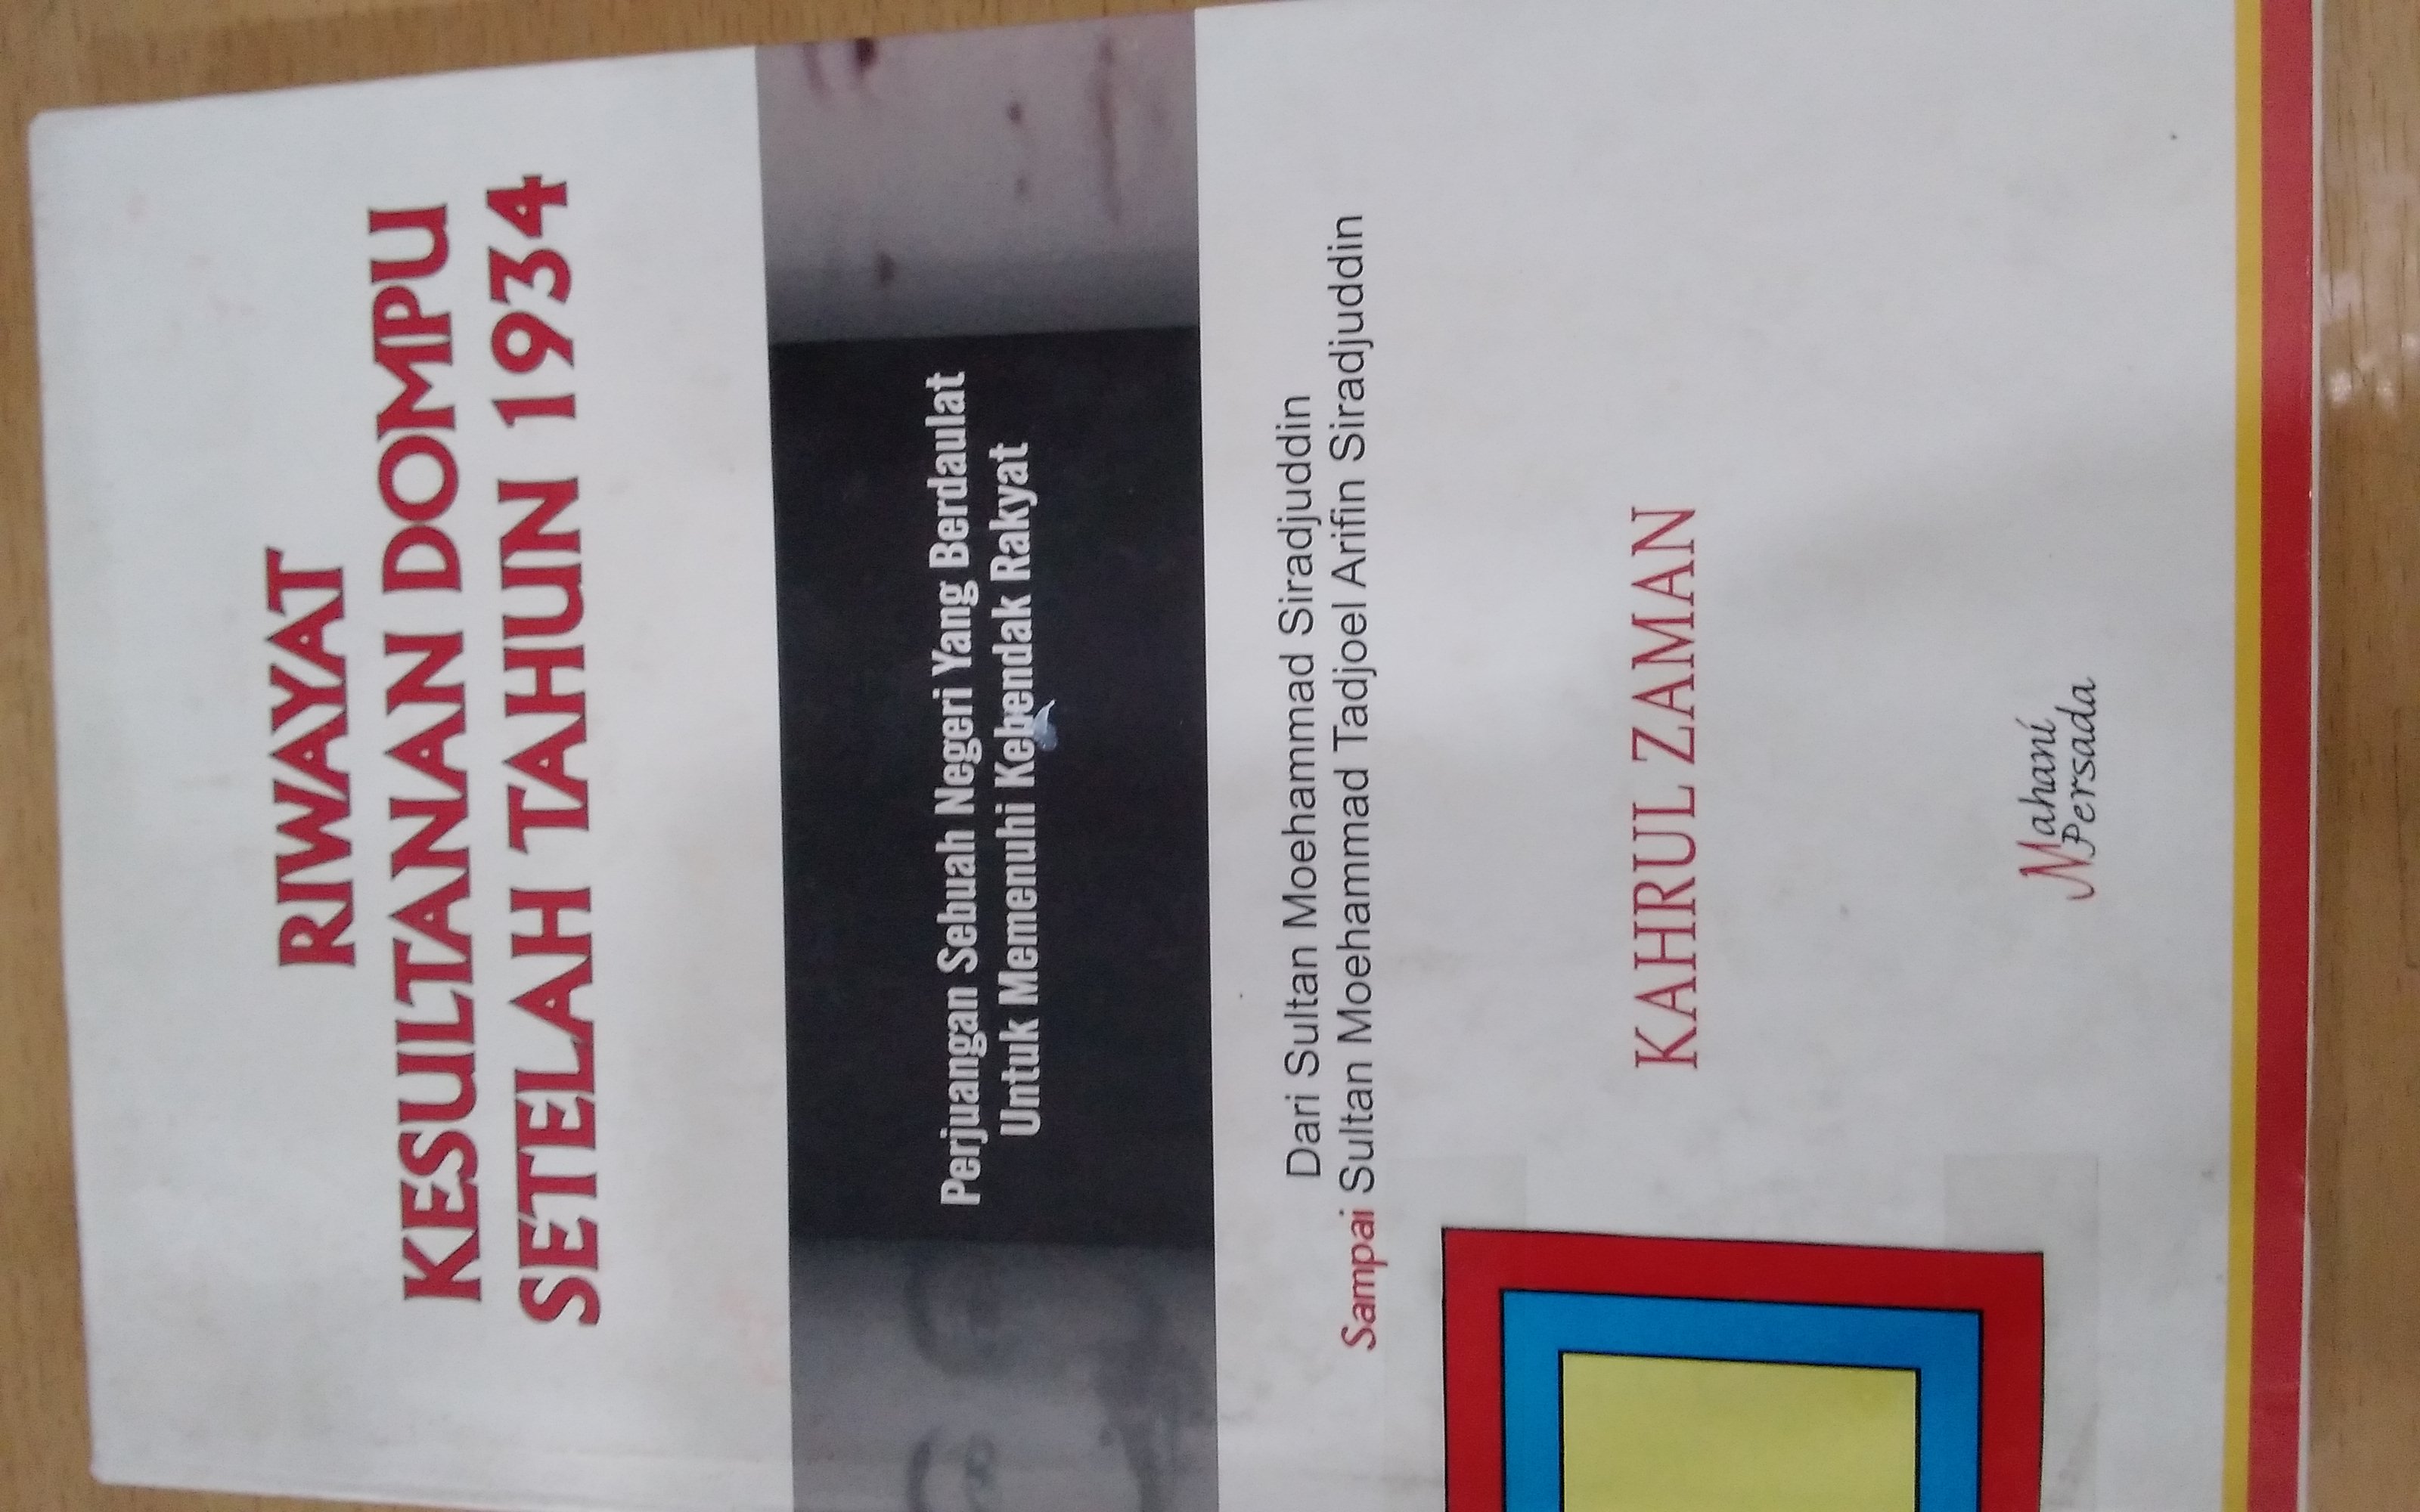 RIWAYAT
KESULTANAN DOMPU
SETELAH TAHUN 1934
Perjuangan Sebuah Negeri Yang Berdaulat
Untuk Memenuhi Kehendak Rakyat
Dari Sultan Moehammad Siradjuddin
Sampai Sultan Moehammad Tadjoel Arifin Siradjuddin
KAHRUL ZAMAN
Mahani
Persada